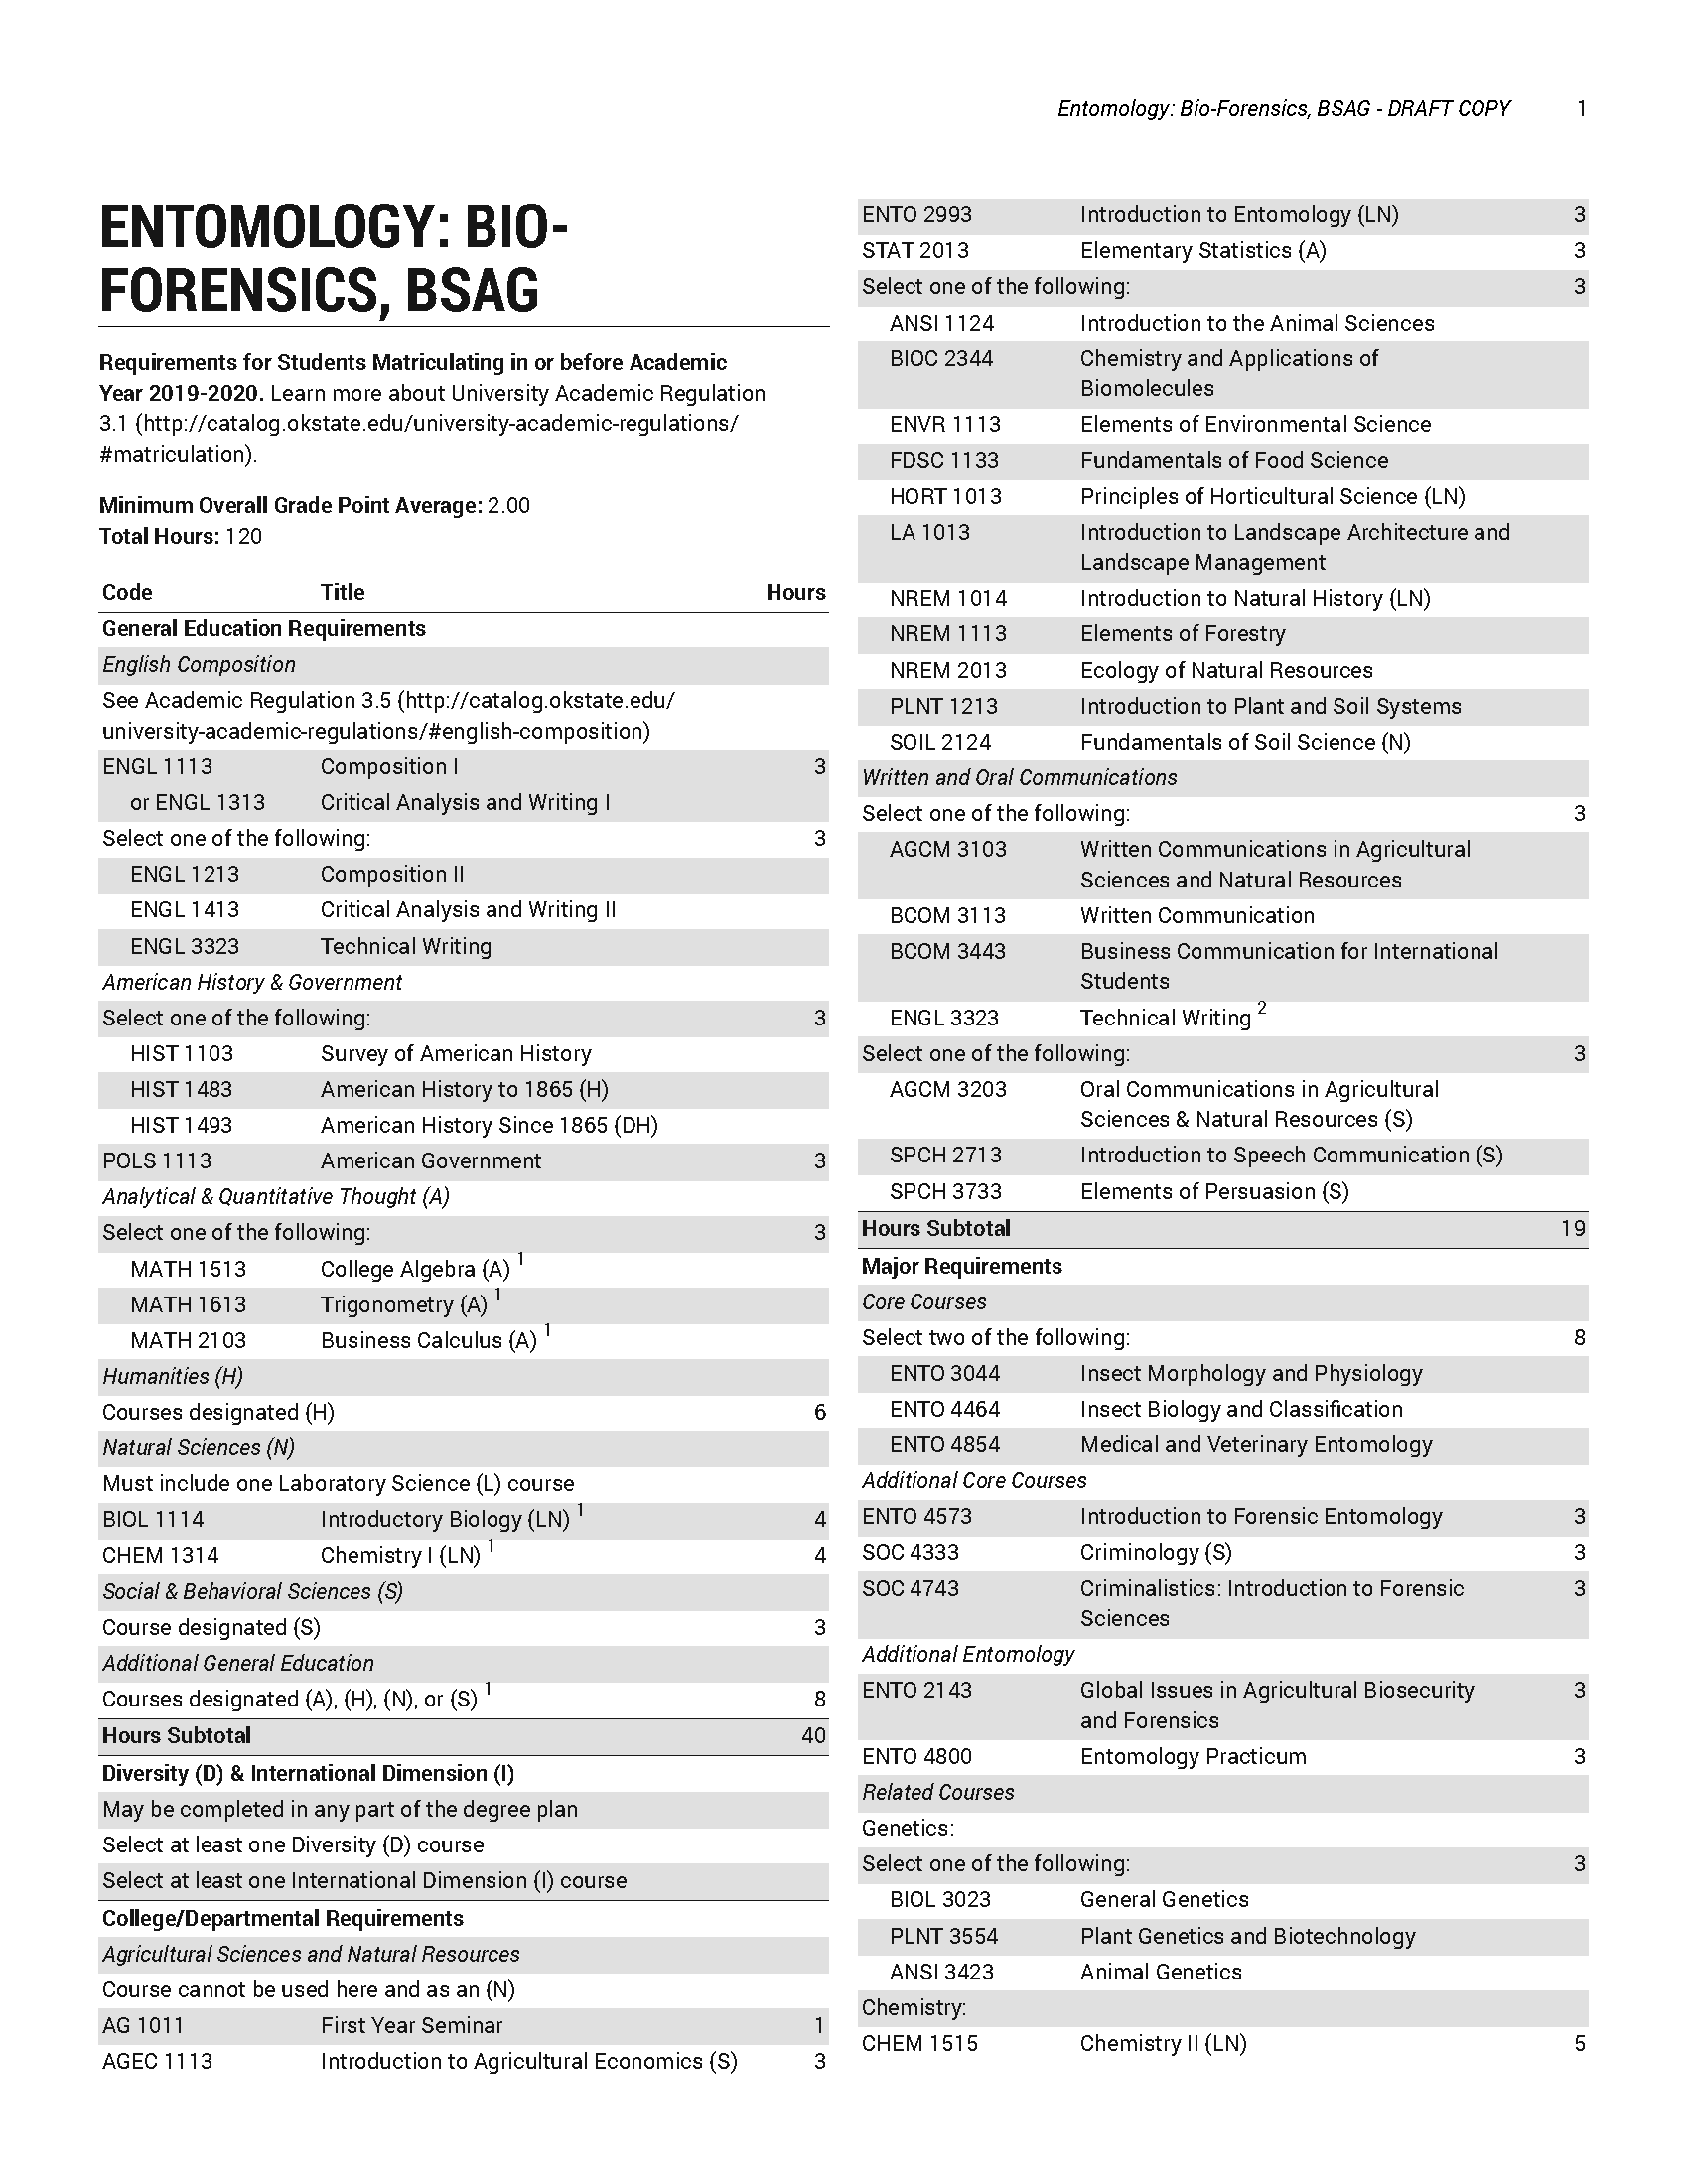 Entomology: Bio-Forensics, BSAG - DRAFT COPY 1
ENTOMOLOGY: BIO-
FORENSICS, BSAG
Requirements for Students Matriculating in or before Academic
Year 2019-2020. Learn more about University Academic Regulation
3.1 (http://catalog.okstate.edu/university-academic-regulations/
#matriculation).
Minimum Overall Grade Point Average: 2.00
Total Hours: 120
Code Title Hours
General Education Requirements
English Composition
See Academic Regulation 3.5 (http://catalog.okstate.edu/
university-academic-regulations/#english-composition)
ENGL 1113 Composition I 3
or ENGL 1313 Critical Analysis and Writing I
Select one of the following: 3
ENGL 1213 Composition II
ENGL 1413 Critical Analysis and Writing II
ENGL 3323 Technical Writing
American History & Government
Select one of the following: 3
HIST 1103 Survey of American History
HIST 1483 American History to 1865 (H)
HIST 1493 American History Since 1865 (DH)
POLS 1113 American Government 3
Analytical & Quantitative Thought (A)
Select one of the following: 3
MATH 1513 College Algebra (A) 1
MATH 1613 Trigonometry (A) 1
MATH 2103 Business Calculus (A) 1
Humanities (H)
Courses designated (H) 6
Natural Sciences (N)
Must include one Laboratory Science (L) course
BIOL 1114 Introductory Biology (LN) 1 4
CHEM 1314 Chemistry I (LN) 1 4
Social & Behavioral Sciences (S)
Course designated (S) 3
Additional General Education
Courses designated (A), (H), (N), or (S) 1 8
Hours Subtotal 40
Diversity (D) & International Dimension (I)
May be completed in any part of the degree plan
Select at least one Diversity (D) course
Select at least one International Dimension (I) course
College/Departmental Requirements
Agricultural Sciences and Natural Resources
Course cannot be used here and as an (N)
AG 1011 First Year Seminar 1
AGEC 1113 Introduction to Agricultural Economics (S) 3
ENTO 2993 Introduction to Entomology (LN) 3
STAT 2013 Elementary Statistics (A) 3
Select one of the following: 3
ANSI 1124 Introduction to the Animal Sciences
BIOC 2344 Chemistry and Applications of
Biomolecules
ENVR 1113 Elements of Environmental Science
FDSC 1133 Fundamentals of Food Science
HORT 1013 Principles of Horticultural Science (LN)
LA 1013 Introduction to Landscape Architecture and
Landscape Management
NREM 1014 Introduction to Natural History (LN)
NREM 1113 Elements of Forestry
NREM 2013 Ecology of Natural Resources
PLNT 1213 Introduction to Plant and Soil Systems
SOIL 2124 Fundamentals of Soil Science (N)
Written and Oral Communications
Select one of the following: 3
AGCM 3103 Written Communications in Agricultural
Sciences and Natural Resources
BCOM 3113 Written Communication
BCOM 3443 Business Communication for International
Students
ENGL 3323 Technical Writing 2
Select one of the following: 3
AGCM 3203 Oral Communications in Agricultural
Sciences & Natural Resources (S)
SPCH 2713 Introduction to Speech Communication (S)
SPCH 3733 Elements of Persuasion (S)
Hours Subtotal 19
Major Requirements
Core Courses
Select two of the following: 8
ENTO 3044 Insect Morphology and Physiology
ENTO 4464 Insect Biology and Classification
ENTO 4854 Medical and Veterinary Entomology
Additional Core Courses
ENTO 4573 Introduction to Forensic Entomology 3
SOC 4333 Criminology (S) 3
SOC 4743 Criminalistics: Introduction to Forensic 3
Sciences
Additional Entomology
ENTO 2143 Global Issues in Agricultural Biosecurity 3
and Forensics
ENTO 4800 Entomology Practicum 3
Related Courses
Genetics:
Select one of the following: 3
BIOL 3023 General Genetics
PLNT 3554 Plant Genetics and Biotechnology
ANSI 3423 Animal Genetics
Chemistry:
CHEM 1515 Chemistry II (LN) 5